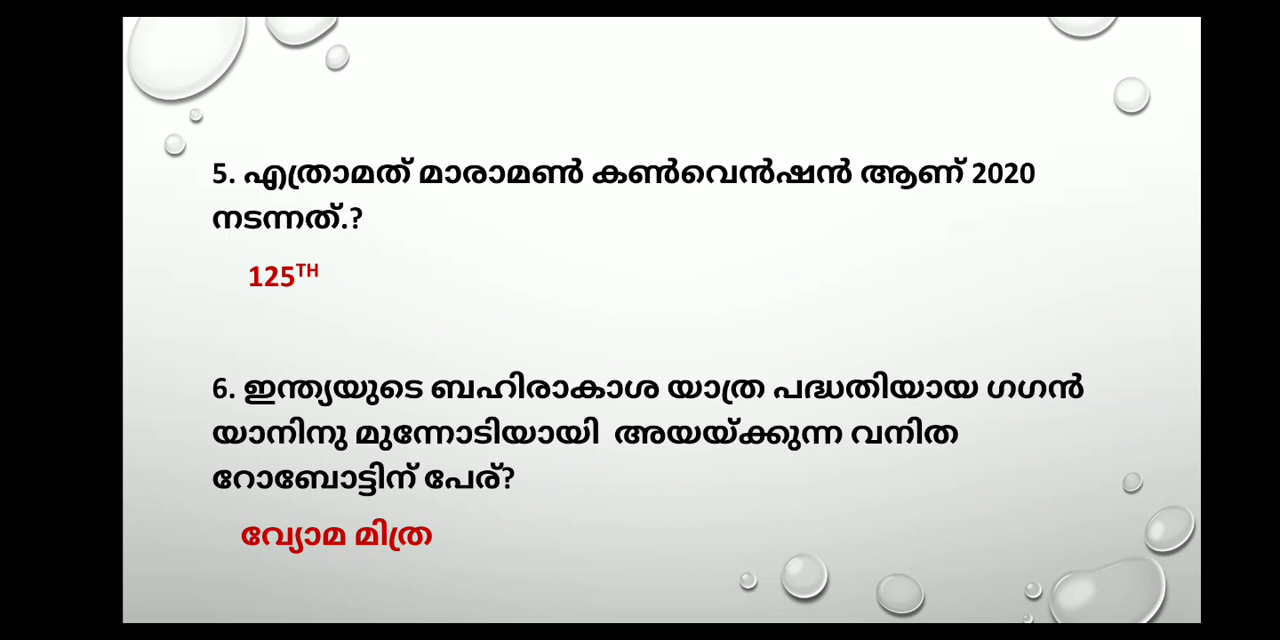 5. എത്രാമത് മാരാമൺ കൺവെൻഷൻ ആണ് 2020
നടന്നത്.?
125TH
6. ഇന്ത്യയുടെ ബഹിരാകാശ യാത്ര പദ്ധതിയായ ഗഗൻ
യാനിനു മുന്നോടിയായി അയയ്ക്കുന്ന വനിത
റോബോട്ടിന് പേര്?
വ്യോമ മിത്ര